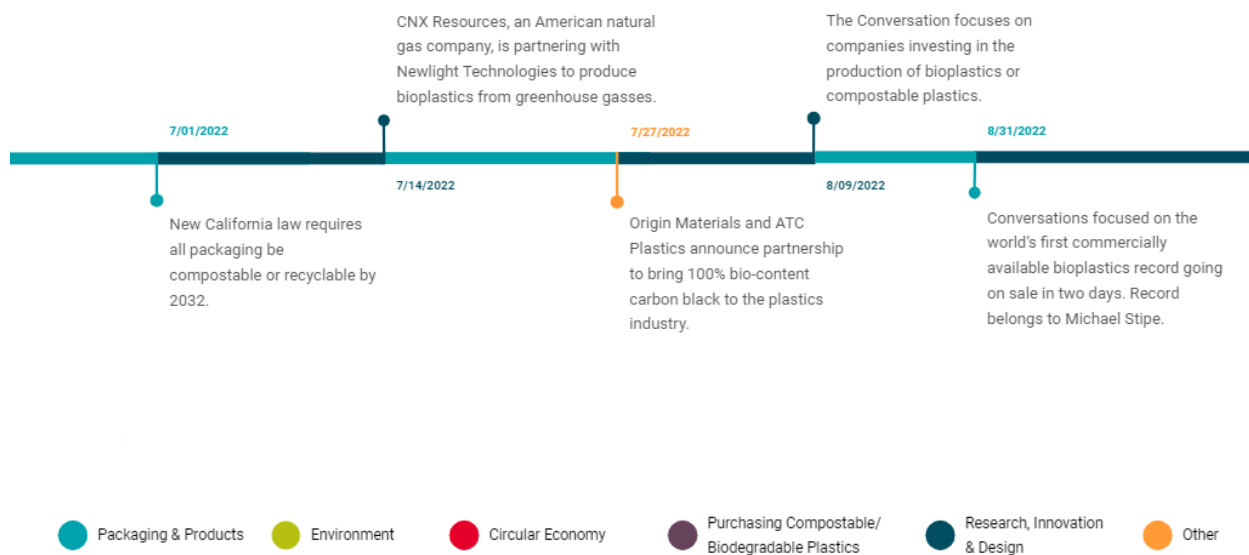 CNX Resources, an American natural
gas company, is partnering with
Newlight Technologies to produce
bioplastics from greenhouse gasses.
The Conversation focuses on
companies investing in the
production of bioplastics or
compostable plastics.
7/01/2022
7/27/2022
8/31/2022
7/14/2022
8/09/2022
New California law requires
all packaging be
compostable or recyclable by
2032.
Origin Materials and ATC
Plastics announce partnership
to bring 100% bio-content
carbon black to the plastics
industry.
Conversations focused on the
world's first commercially
available bioplastics record going
on sale in two days. Record
belongs to Michael Stipe.
Packaging & Products
Environment
Circular Economy
Purchasing Compostable/
Biodegradable Plastics
Research, Innovation
& Design
Other